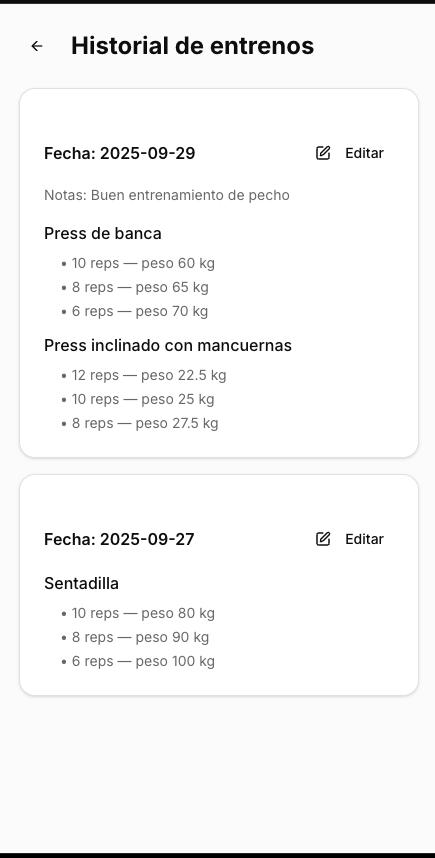 Historial de entrenos
Fecha: 2025-09-29
Editar
Notas: Buen entrenamiento de pecho
Press de banca
• 10 reps — peso 60 kg
• 8 reps — peso 65 kg
• 6 reps — peso 70 kg
Press inclinado con mancuernas
• 12 reps — peso 22.5 kg
• 10 reps — peso 25 kg
• 8 reps — peso 27.5 kg
Fecha: 2025-09-27
Editar
Sentadilla
• 10 reps — peso 80 kg
• 8 reps — peso 90 kg
• 6 reps — peso 100 kg